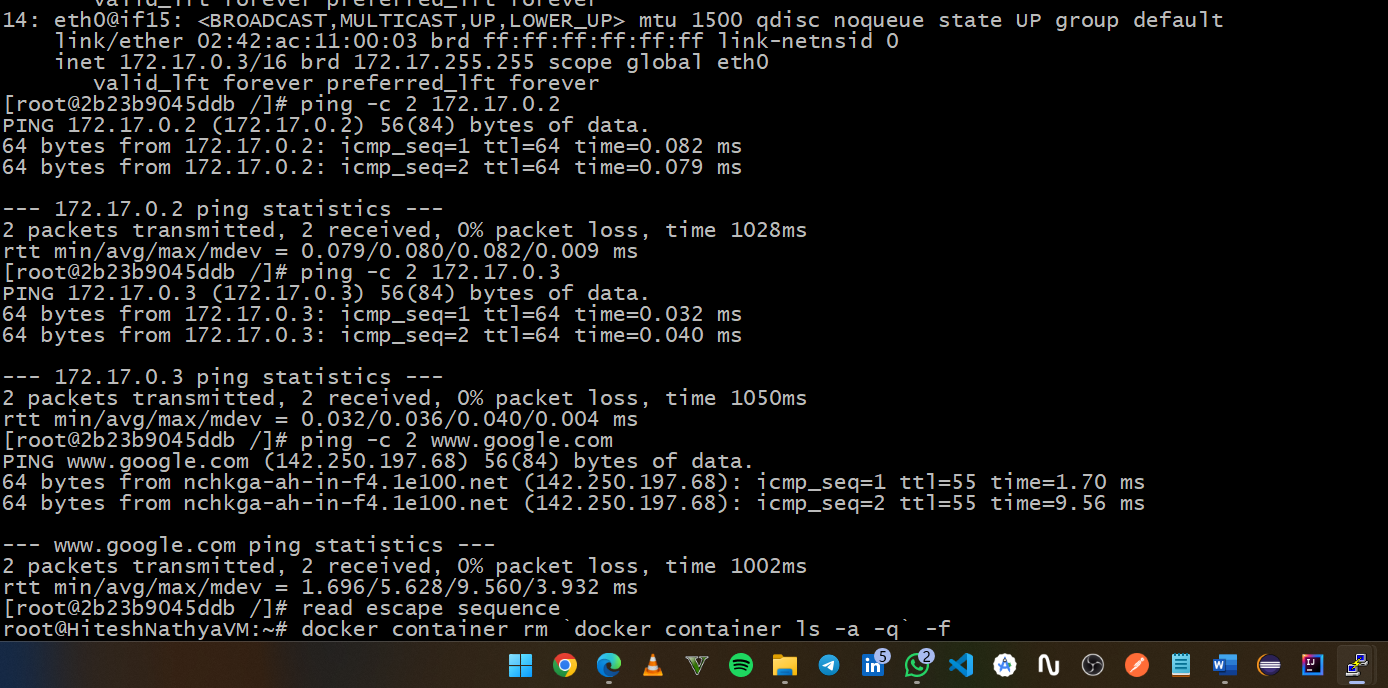 valid_lft forever preferred_lft forever
14: eth0@if15: <BROADCAST,MULTICAST,UP,LOWER_UP> mtu 1500 qdisc noqueue state UP group default
link/ether 02:42:ac:11:00:03 brd ff:ff:ff:ff:ff:ff link-netnsid 0
inet 172.17.0.3/16 brd 172.17.255.255 scope global eth0
valid_lft forever preferred_lft forever
[root@2b23b9045ddb /]# ping -c 2 172.17.0.2
PING 172.17.0.2 (172.17.0.2) 56(84) bytes of data.
64 bytes from 172.17.0.2: icmp_seq=1 ttl=64 time=0.082 ms
64 bytes from 172.17.0.2: icmp_seq=2 ttl=64 time=0.079 ms
--- 172.17.0.2 ping statistics ---
2 packets transmitted, 2 received, 0% packet loss, time 1028ms
rtt min/avg/max/mdev = 0.079/0.080/0.082/0.009 ms
[root@2b23b9045ddb /]# ping -c 2 172.17.0.3
PING 172.17.0.3 (172.17.0.3) 56(84) bytes of data.
64 bytes from 172.17.0.3: icmp_seq=1 ttl=64 time=0.032 ms
64 bytes from 172.17.0.3: icmp_seq=2 ttl=64 time=0.040 ms
--- 172.17.0.3 ping statistics ---
2 packets transmitted, 2 received, 0% packet loss, time 1050ms
rtt min/avg/max/mdev = 0.032/0.036/0.040/0.004 ms
[root@2b23b9045ddb /]# ping -c 2 www.google.com
PING www.google.com (142.250.197.68) 56(84) bytes of data.
64 bytes from nchkga-ah-in-f4.1e100.net (142.250.197.68): icmp_seq=1 ttl=55 time=1.70 ms
64 bytes from nchkga-ah-in-f4.1e100.net (142.250.197.68): icmp_seq=2 ttl=55 time=9.56 ms
--- www.google.com ping statistics ---
2 packets transmitted, 2 received, 0% packet loss, time 1002ms
rtt min/avg/max/mdev = 1.696/5.628/9.560/3.932 ms
[root@2b23b9045ddb /]# read escape sequence
root@HiteshNathyaVM:~# docker container rm `docker container ls -a -q` -f
5 2